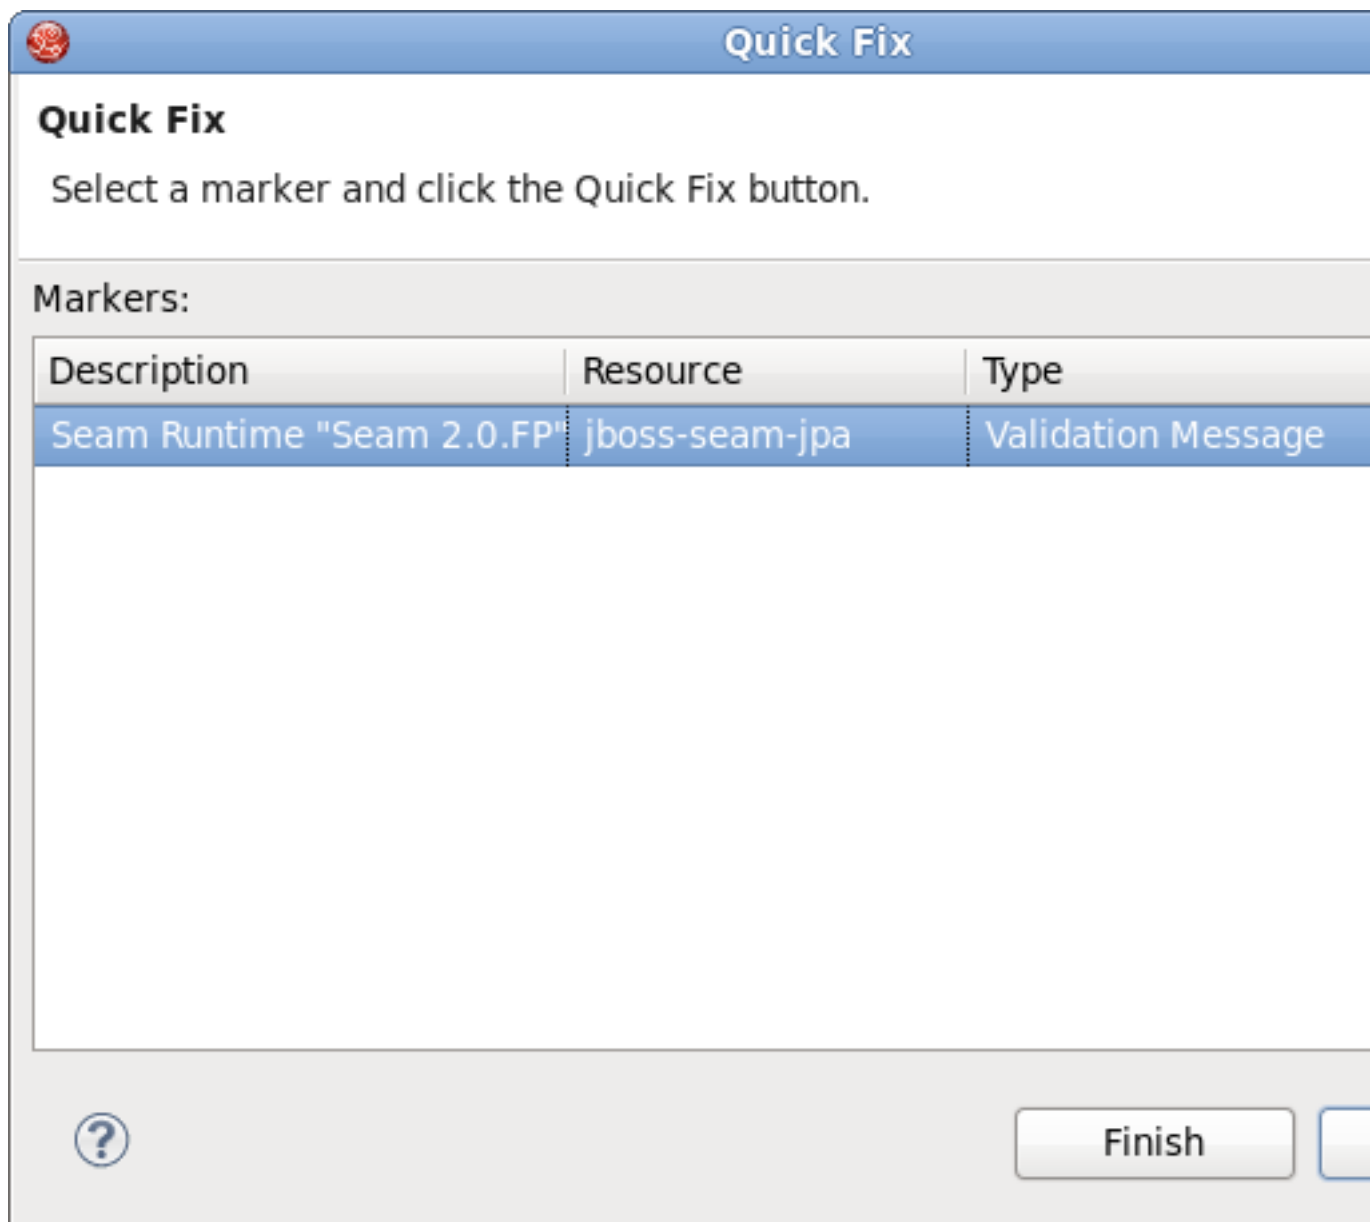 Quick Fix
Quick Fix
Select a marker and click the Quick Fix button.
Markers:
Description Resource Type
Seam Runtime "Seam 2.0.FP" jboss-seam-jpa Validation Message
?
Finish